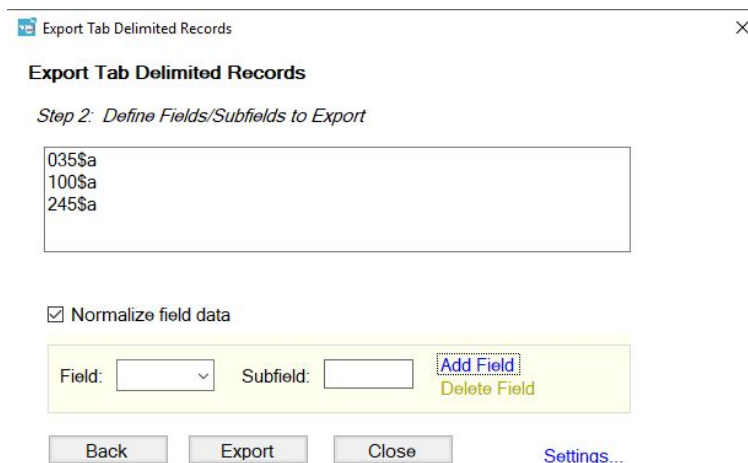 Export Tab Delimited Records
Export Tab Delimited Records
Step 2: Define Fields/Subfields to Export
035$a
100$a
245$a
Normalize field data
Field: Subfield: Add Field
Delete Field
Back Export Close Settings...